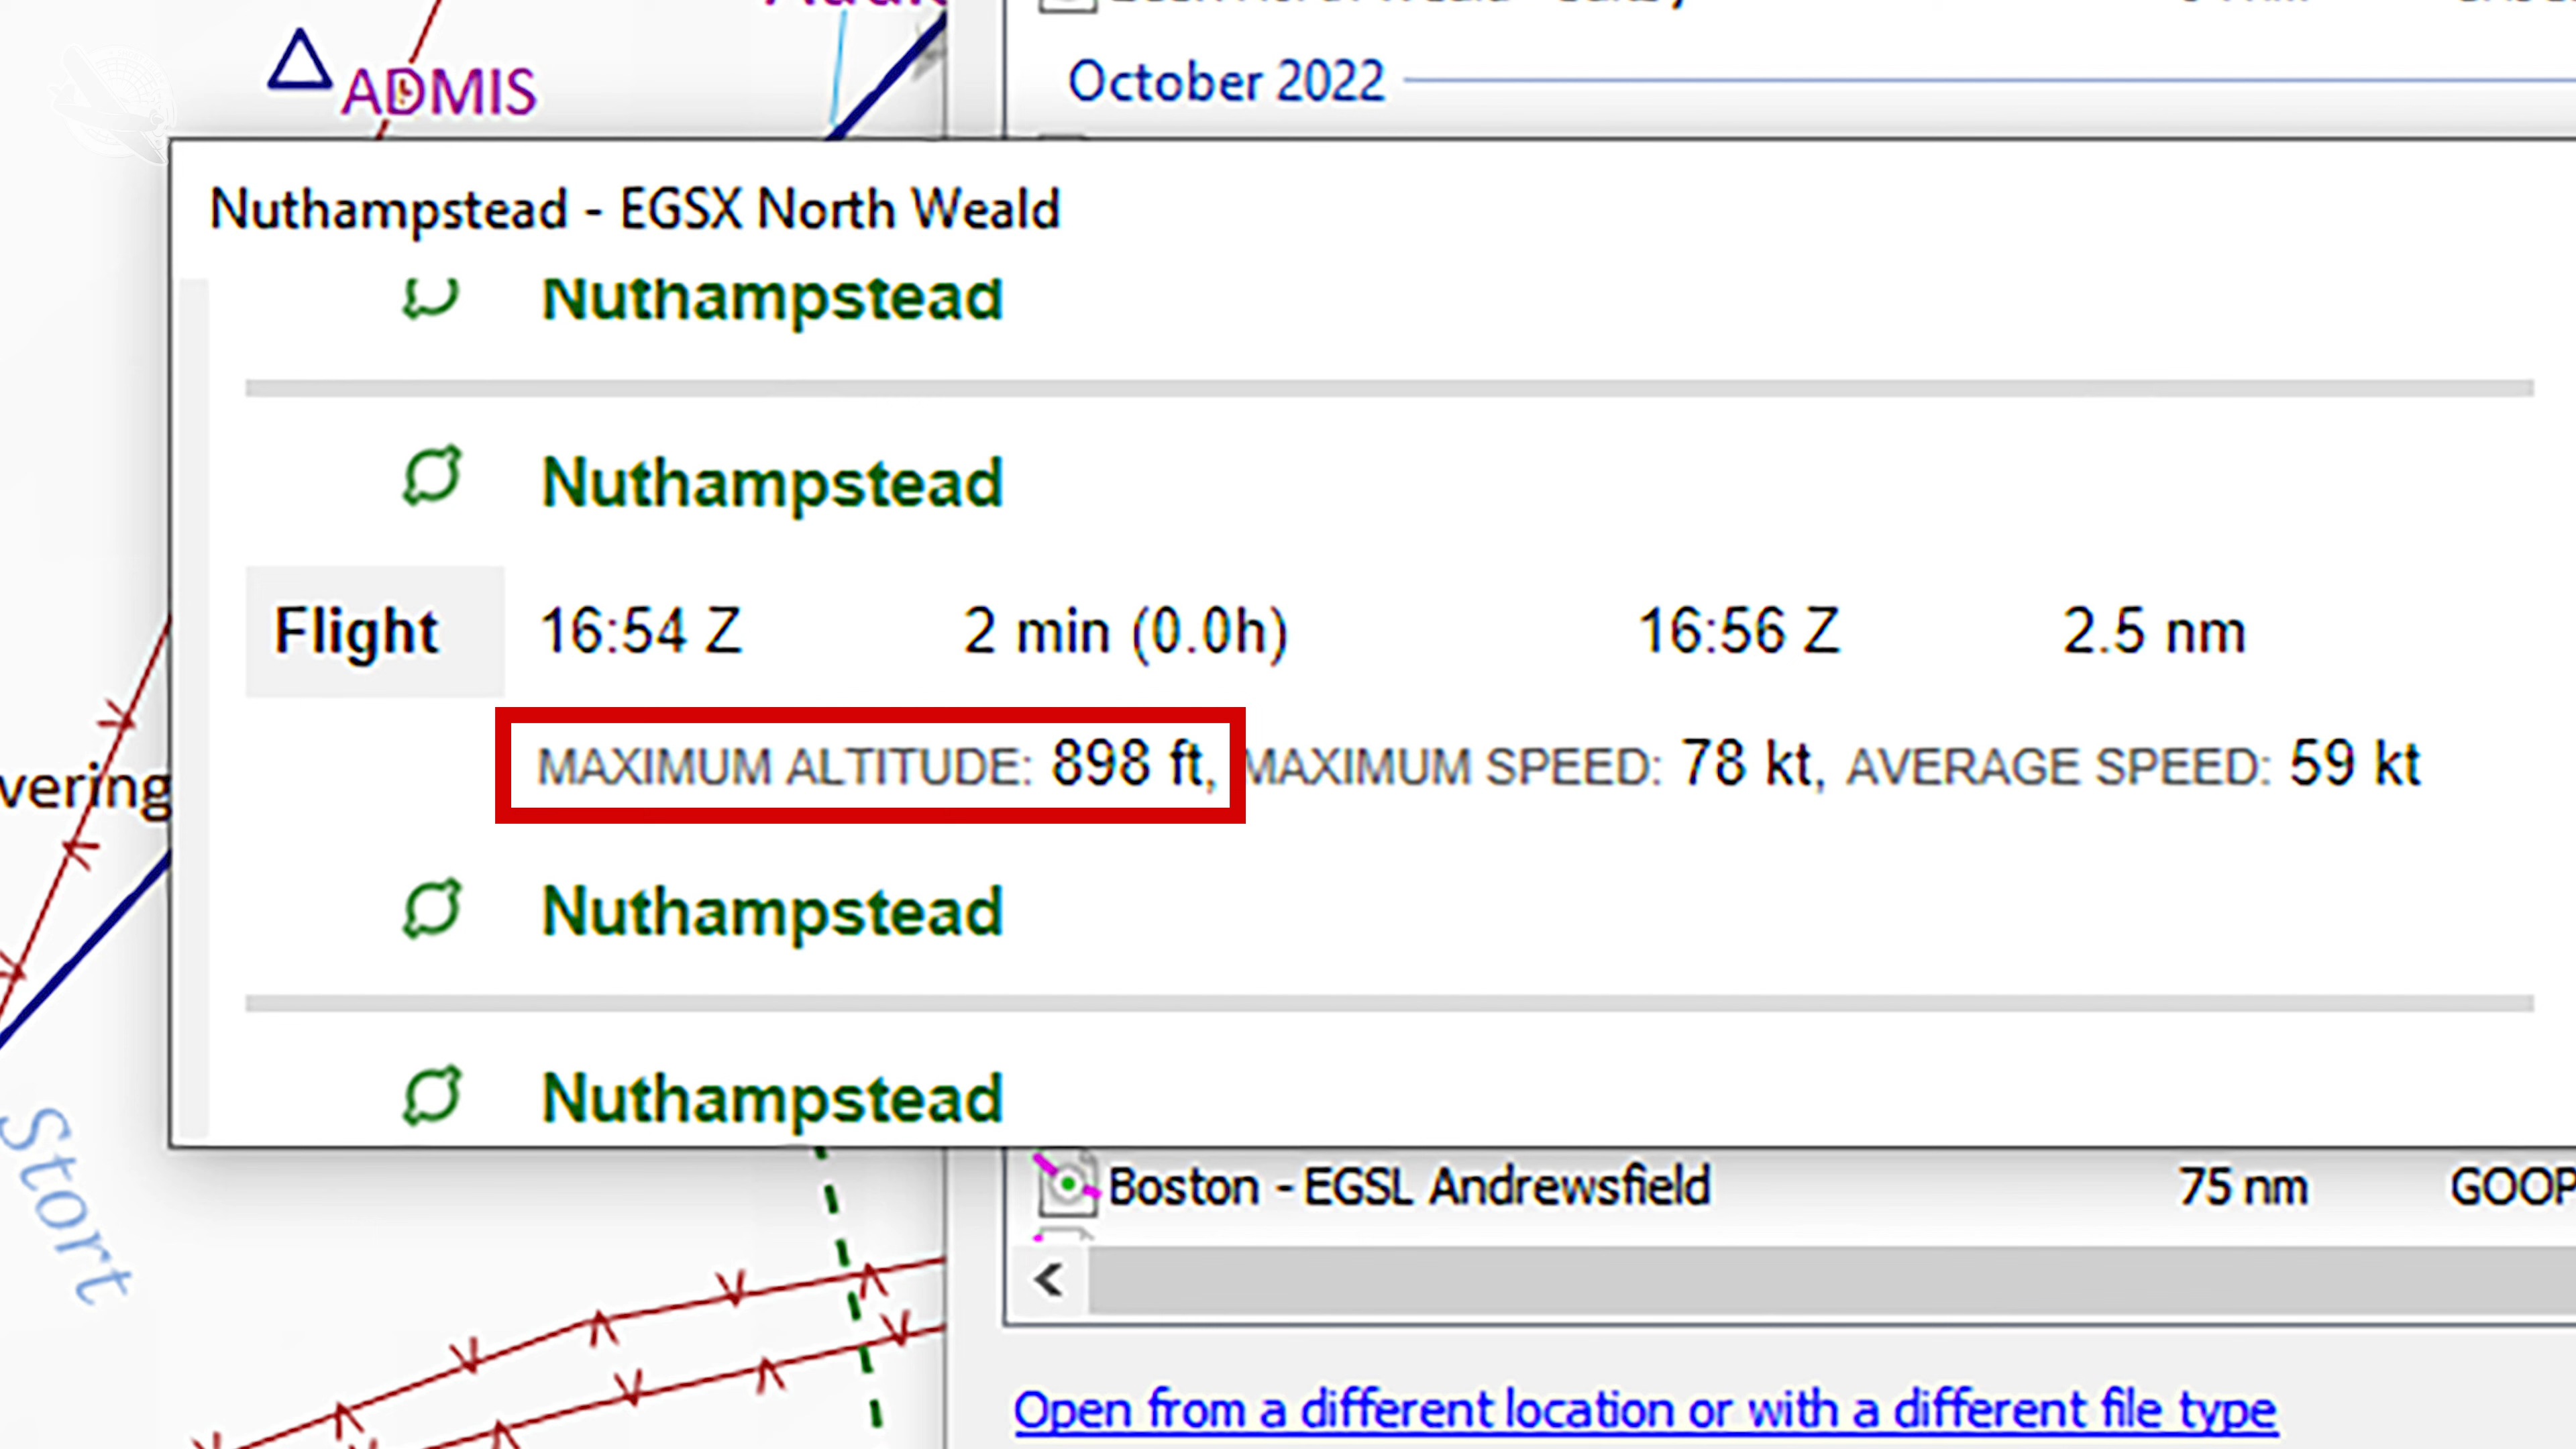 ADMIS
October 2022
Nuthampstead - EGSX North Weald
Nuthampstead
Nuthampstead
Flight 16:54 Z 2 min (0.0h) 16:56 Z 2.5 nm
MAXIMUM ALTITUDE: 898 ft, MAXIMUM SPEED: 78 kt, AVERAGE SPEED: 59 kt
vering
Nuthampstead
Nuthampstead
Stort
Boston - EGSL Andrewsfield 75 nm GOOP
<
Open from a different location or with a different file type